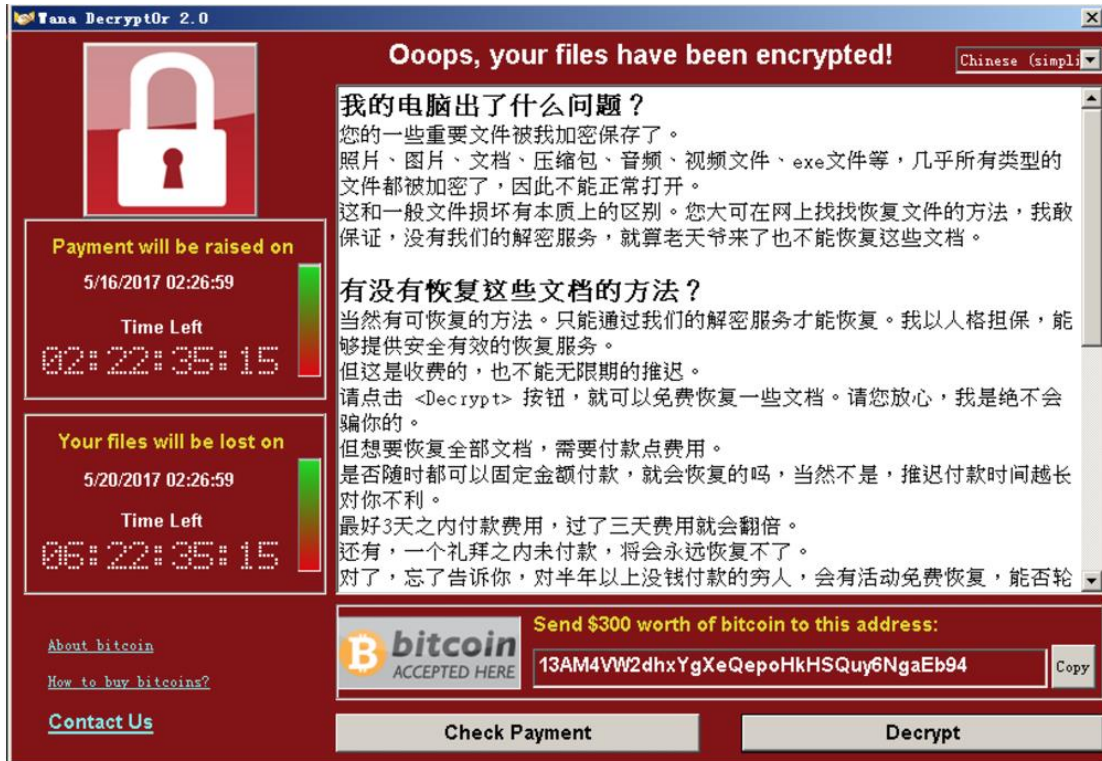 Wana Decrypt0r 2.0
Ooops, your files have been encrypted!
Chinese (simpli
我的电脑出了什么问题？
您的一些重要文件被我加密保存了。
照片、图片、文档、压缩包、音频、视频文件、exe文件等，几乎所有类型的
文件都被加密了，因此不能正常打开。
这和一般文件损坏有本质上的区别。您大可在网上找找恢复文件的方法，我敢
保证，没有我们的解密服务，就算老天爷来了也不能恢复这些文档。
有没有恢复这些文档的方法？
当然有可恢复的方法。只能通过我们的解密服务才能恢复。我以人格担保，能
够提供安全有效的恢复服务。
但这是收费的，也不能无限期的推迟。
请点击 <Decrypt> 按钮，就可以免费恢复一些文档。请您放心，我是绝不会
骗你的。
但想要恢复全部文档，需要付款点费用。
是否随时都可以固定金额付款，就会恢复的吗，当然不是，推迟付款时间越长
对你不利。
最好3天之内付款费用，过了三天费用就会翻倍。
还有，一个礼拜之内未付款，将会永远恢复不了。
对了，忘了告诉你，对半年以上没钱付款的穷人，会有活动免费恢复，能否轮
Payment will be raised on
5/16/2017 02:26:59
Time Left
02:22:35:15
Your files will be lost on
5/20/2017 02:26:59
Time Left
06:22:35:15
About bitcoin
How to buy bitcoins?
Contact Us
bitcoin
ACCEPTED HERE
Send $300 worth of bitcoin to this address:
13AM4VW2dhxYgXeQepoHkHSQuy6NgaEb94
Copy
Check Payment
Decrypt